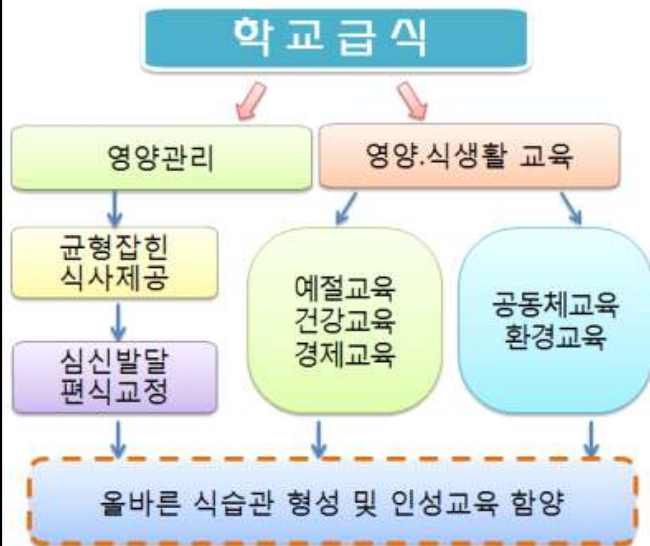 학교급식
영양관리
영양.식생활 교육
균형잡힌
식사제공
심신발달
편식교정
예절교육
건강교육
경제교육
공동체교육
환경교육
올바른 식습관 형성 및 인성교육 함양